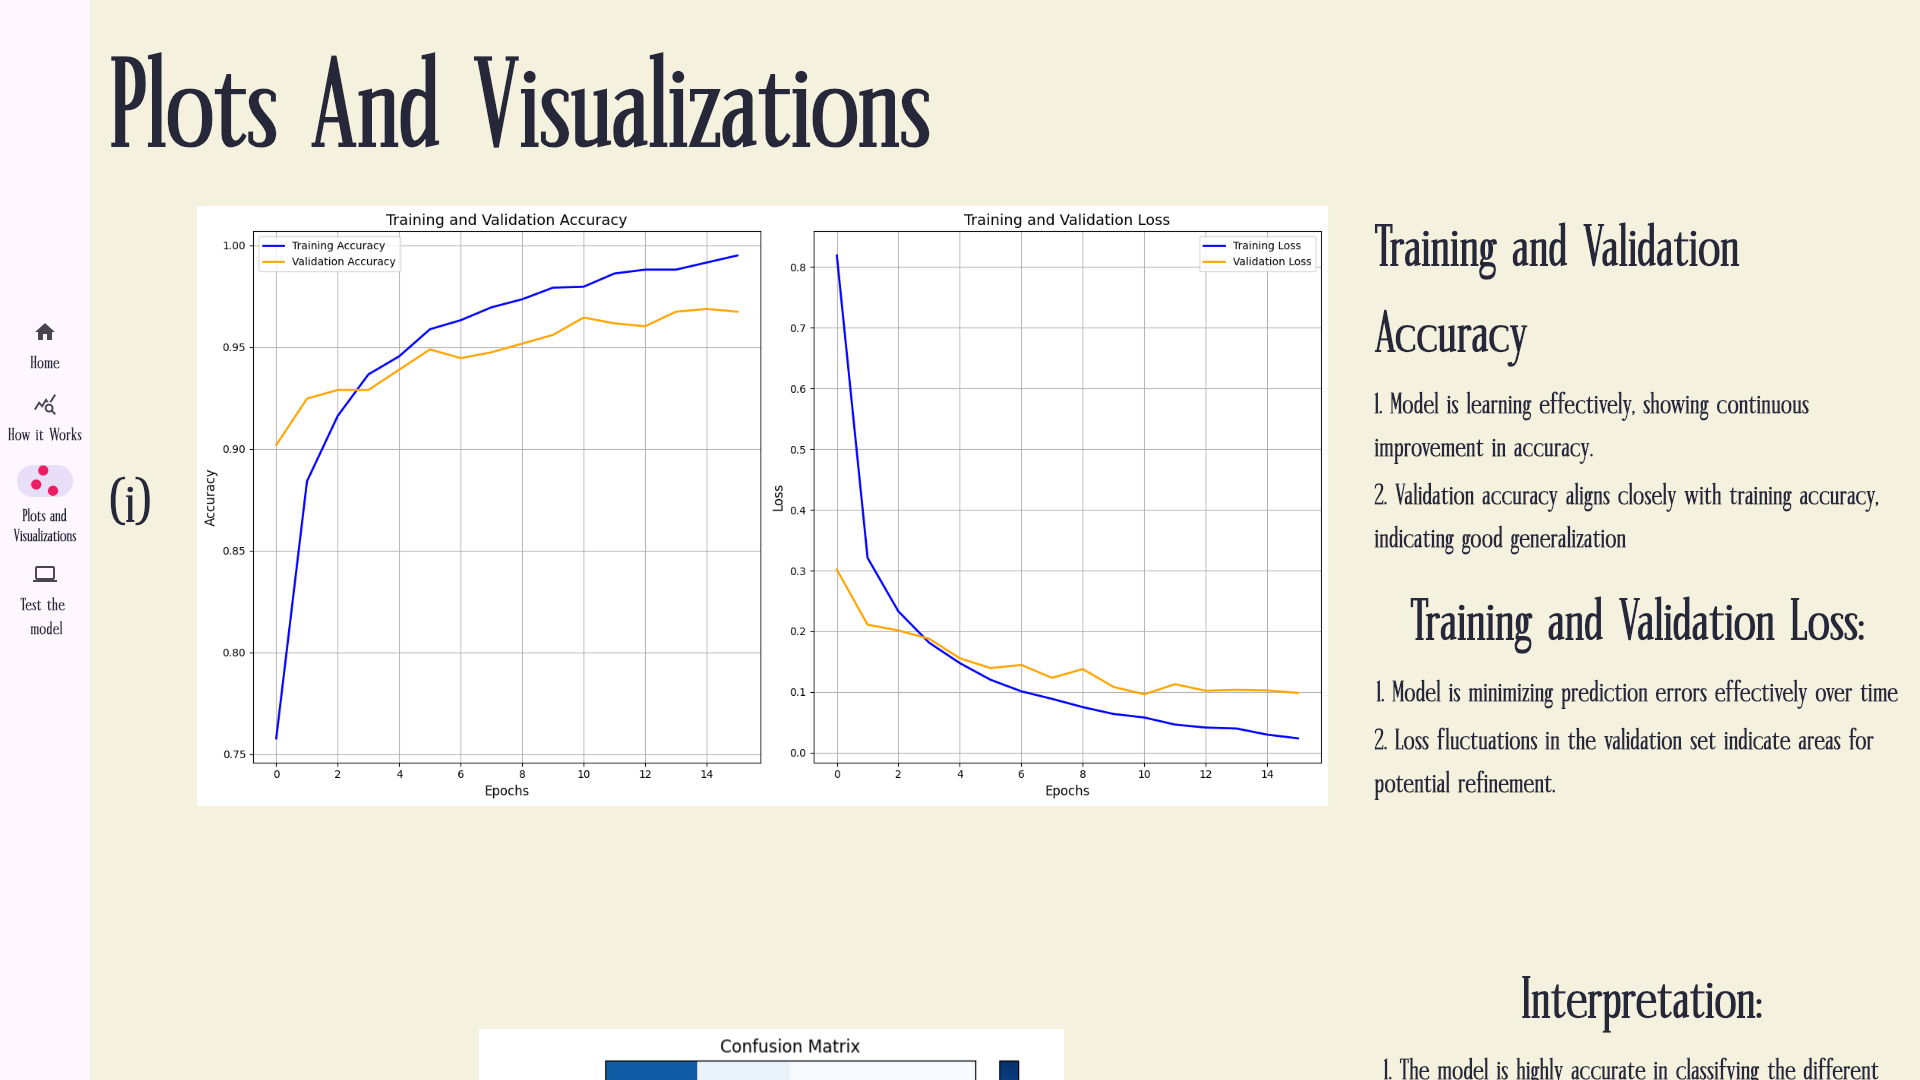 Plots And Visualizations
Home
How it Works
Plots and
Visualizations
Test the
model
(i)
Training and Validation Accuracy
Training Accuracy
Validation Accuracy
1.00
0.95
0.90
0.85
0.80
0.75
Accuracy
0 2 4 6 8 10 12 14
Epochs
Training and Validation Loss
Training Loss
Validation Loss
0.8
0.7
0.6
0.5
0.4
0.3
0.2
0.1
0.0
Loss
0 2 4 6 8 10 12 14
Epochs
Training and Validation
Accuracy
1. Model is learning effectively, showing continuous
improvement in accuracy.
2. Validation accuracy aligns closely with training accuracy,
indicating good generalization
Training and Validation Loss:
1. Model is minimizing prediction errors effectively over time
2. Loss fluctuations in the validation set indicate areas for
potential refinement.
Confusion Matrix
Interpretation:
1. The model is highly accurate in classifying the different